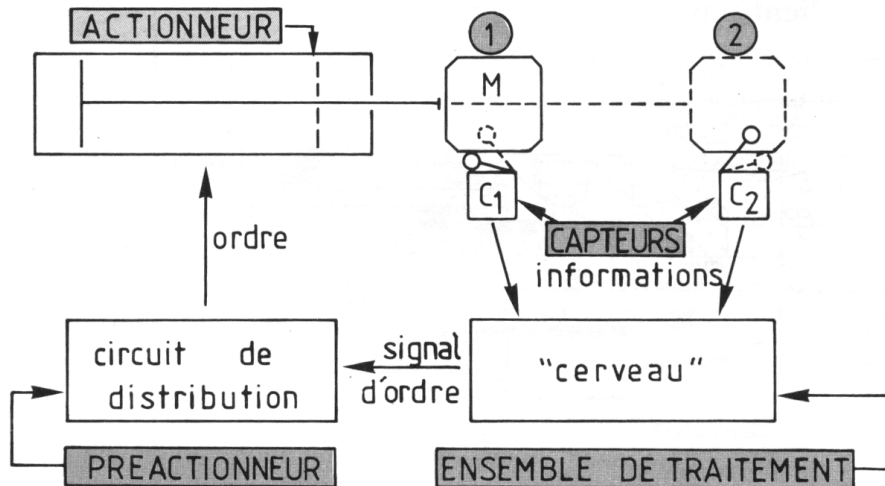 ACTIONNEUR
1
2
M
C1
C2
ordre
CAPTEURS
informations
circuit de
distribution
signal
d'ordre
"cerveau"
PREACTIONNEUR
ENSEMBLE DE TRAITEMENT